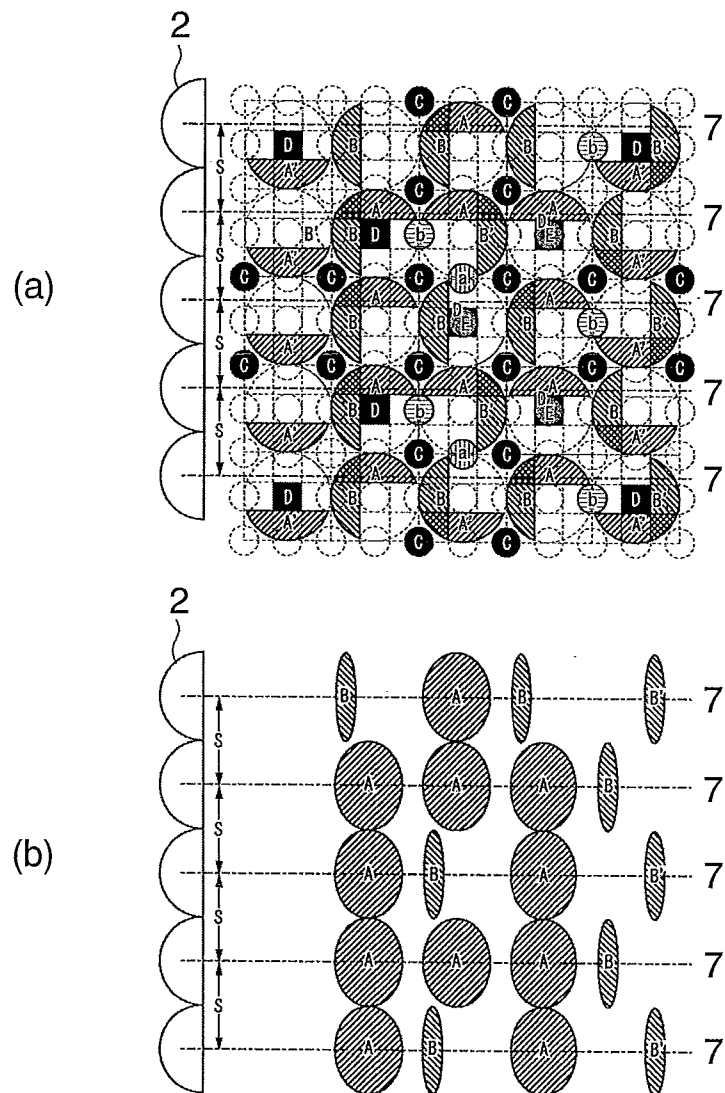 2
C C
A
7
S
D B B B b D B'
A' A'
C C
A A A
7
B' B D b B D' E B
(a)
S
A' A'
C C C a C C C
A A
7
B B D' E B b B'
S
A' A'
C C C C C C
A A A
7
B D b B D' E B
S
A' A'
C a C
A A
7
D B B B b D B'
A' A' A'
C C
2
B A B B' 7
S
A A A B 7
S
(b)
A B A B' 7
S
A A A B 7
S
A B A B' 7